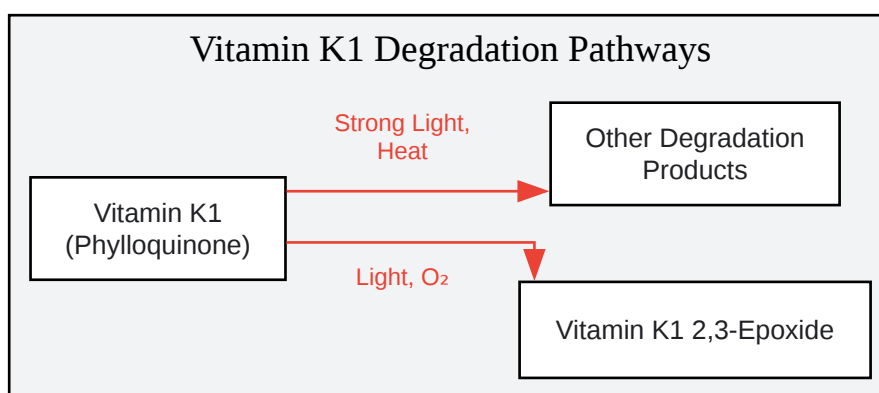 Vitamin K1 Degradation Pathways
Strong Light,
Heat
Other Degradation
Products
Vitamin K1
(Phylloquinone)
Light, O₂
Vitamin K1 2,3-Epoxide